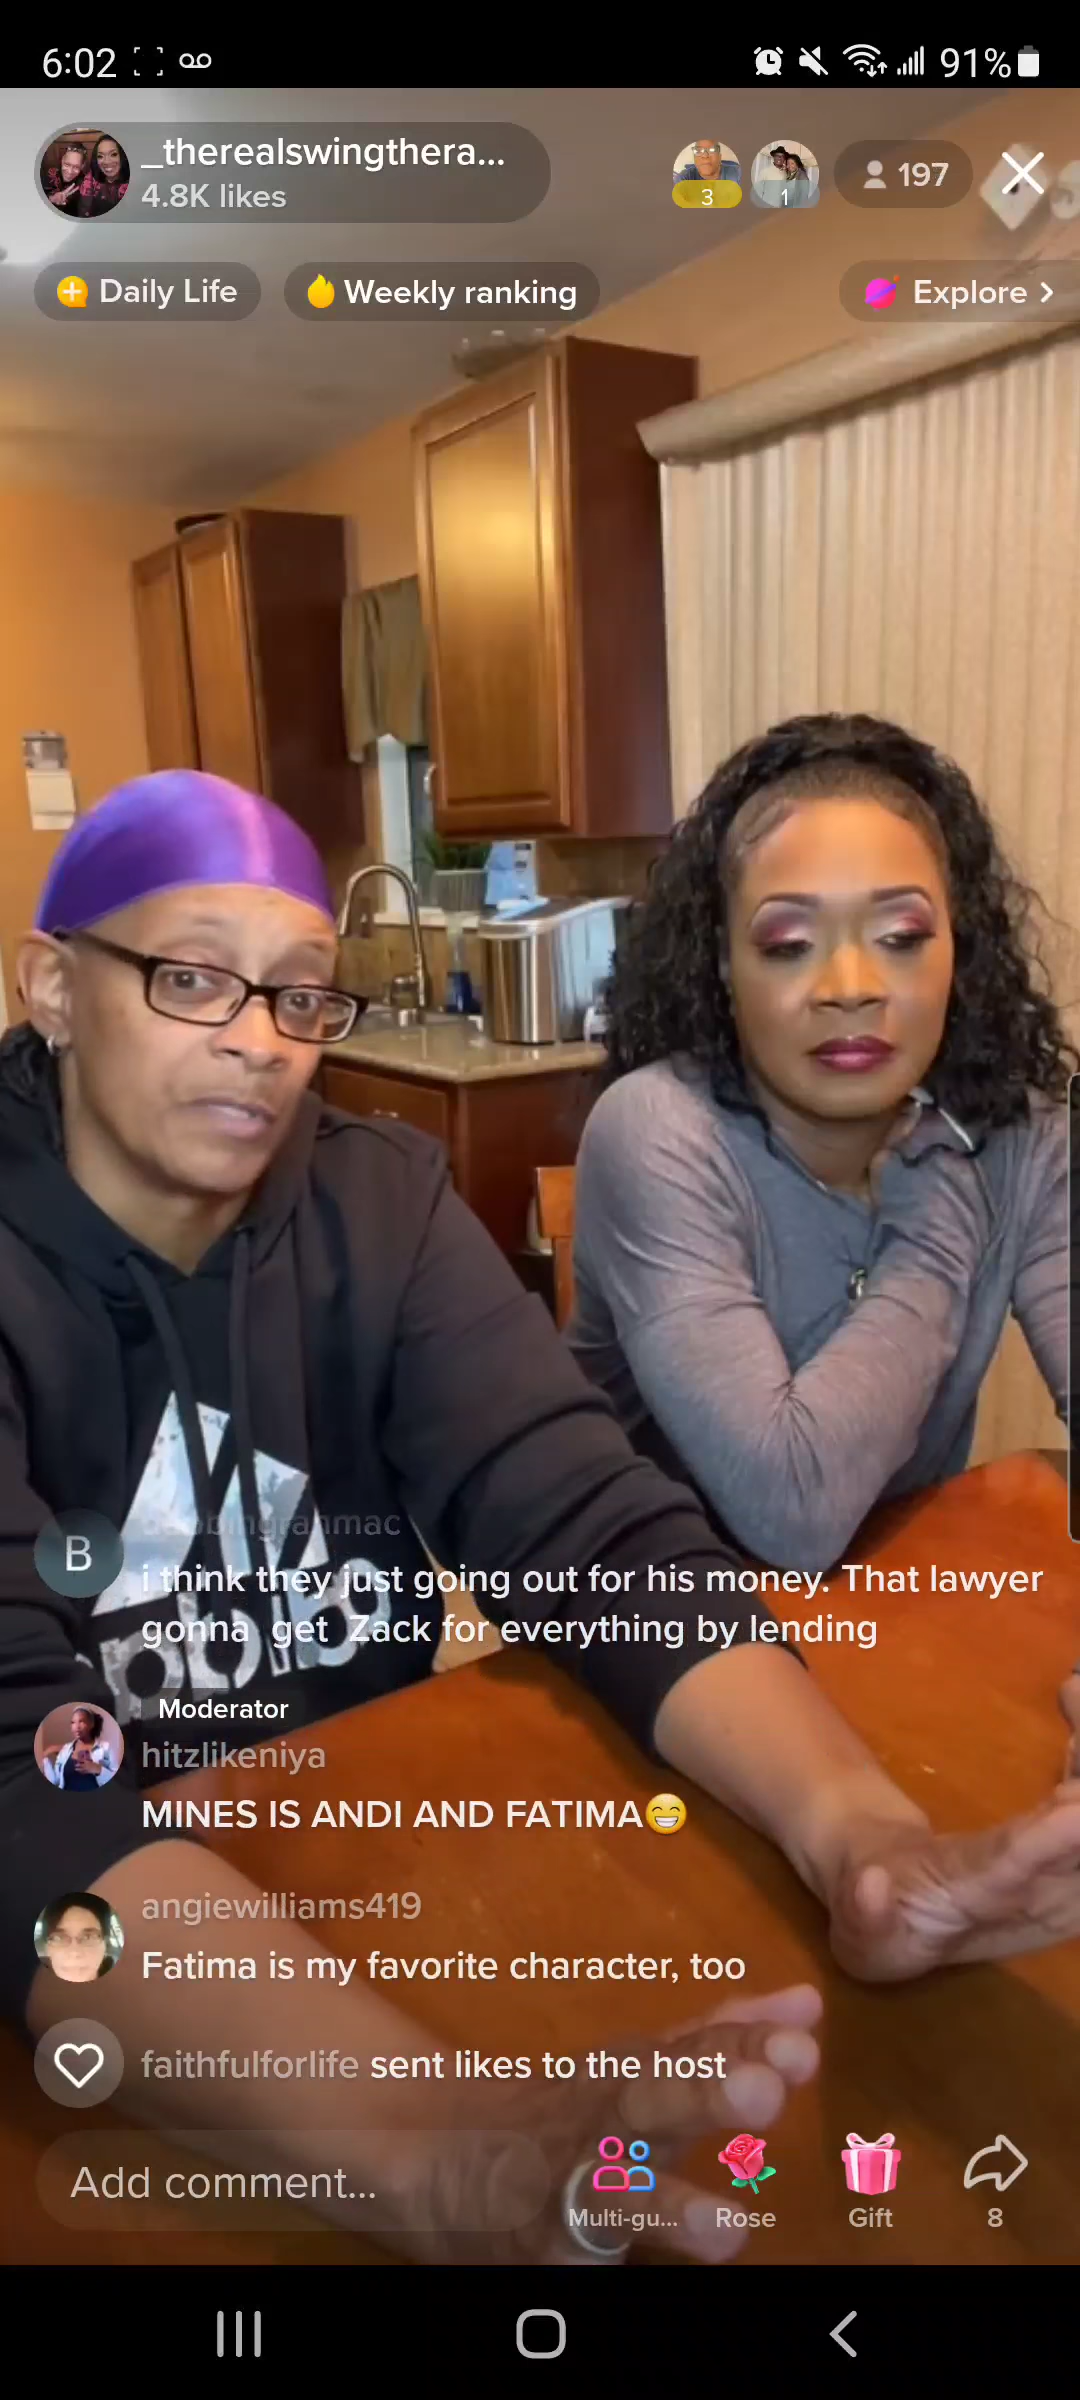 6:02
91%
_therealswingthera...
4.8K likes
3
1
197
Daily Life
Weekly ranking
Explore
B
i think they just going out for his money. That lawyer
gonna get Zack for everything by lending
Moderator
hitzlikeniya
MINES IS ANDI AND FATIMA😁
angiewilliams419
Fatima is my favorite character, too
faithfulforlife sent likes to the host
Add comment...
Multi-gu...
Rose
Gift
8